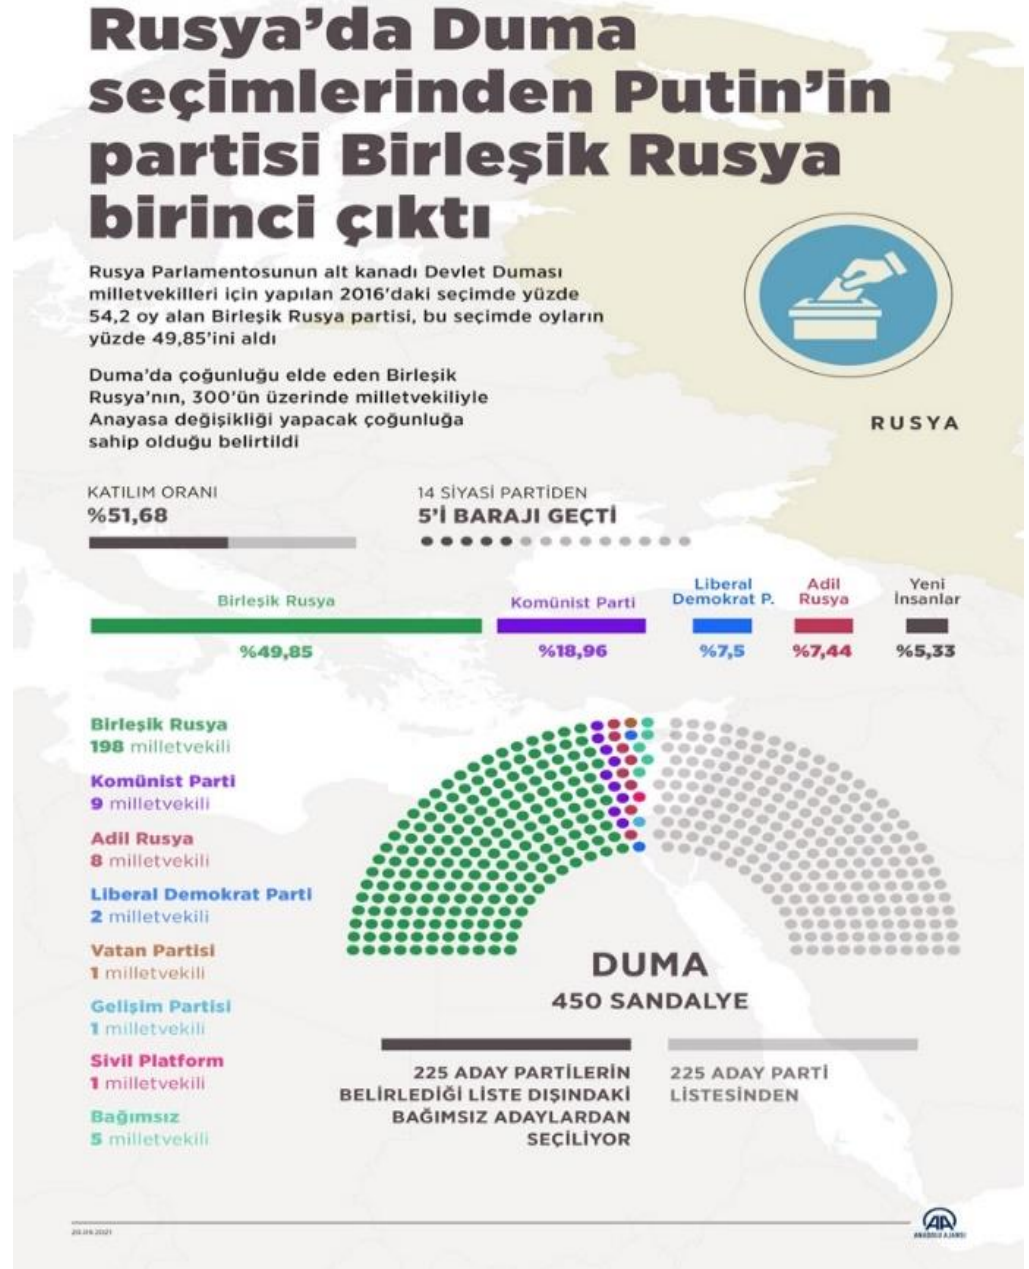 Rusya’da Duma
seçimlerinden Putin’in
partisi Birleşik Rusya
birinci çıktı
Rusya Parlamentosunun alt kanadı Devlet Duması
milletvekilleri için yapılan 2016'daki seçimde yüzde
54,2 oy alan Birleşik Rusya partisi, bu seçimde oyların
yüzde 49,85'ini aldı
Duma'da çoğunluğu elde eden Birleşik
Rusya'nın, 300'ün üzerinde milletvekiliyle
Anayasa değişikliği yapacak çoğunluğa
sahip olduğu belirtildi
RUSYA
KATILIM ORANI
%51,68
14 SİYASİ PARTİDEN
5'İ BARAJI GEÇTİ
Birleşik Rusya
%49,85
Komünist Parti
%18,96
Liberal
Demokrat P.
%7,5
Adil
Rusya
%7,44
Yeni
İnsanlar
%5,33
Birleşik Rusya
198 milletvekili
Komünist Parti
9 milletvekili
Adil Rusya
8 milletvekili
Liberal Demokrat Parti
2 milletvekili
Vatan Partisi
1 milletvekili
Gelişim Partisi
1 milletvekili
Sivil Platform
1 milletvekili
Bağımsız
5 milletvekili
DUMA
450 SANDALYE
225 ADAY PARTİLERİN
BELİRLEDİĞİ LİSTE DIŞINDAKİ
BAĞIMSIZ ADAYLARDAN
SEÇİLİYOR
225 ADAY PARTİ
LİSTESİNDEN
20.09.2021
AA
ANADOLU AJANSI